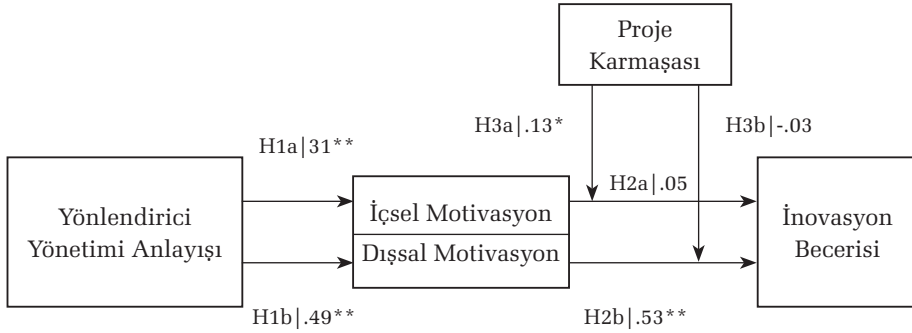 Proje
Karmaşası
H3a|.13*
H3b|-.03
H1a|31**
H2a|.05
Yönlendirici
Yönetimi Anlayışı
İçsel Motivasyon
Dışsal Motivasyon
İnovasyon
Becerisi
H1b|.49**
H2b|.53**